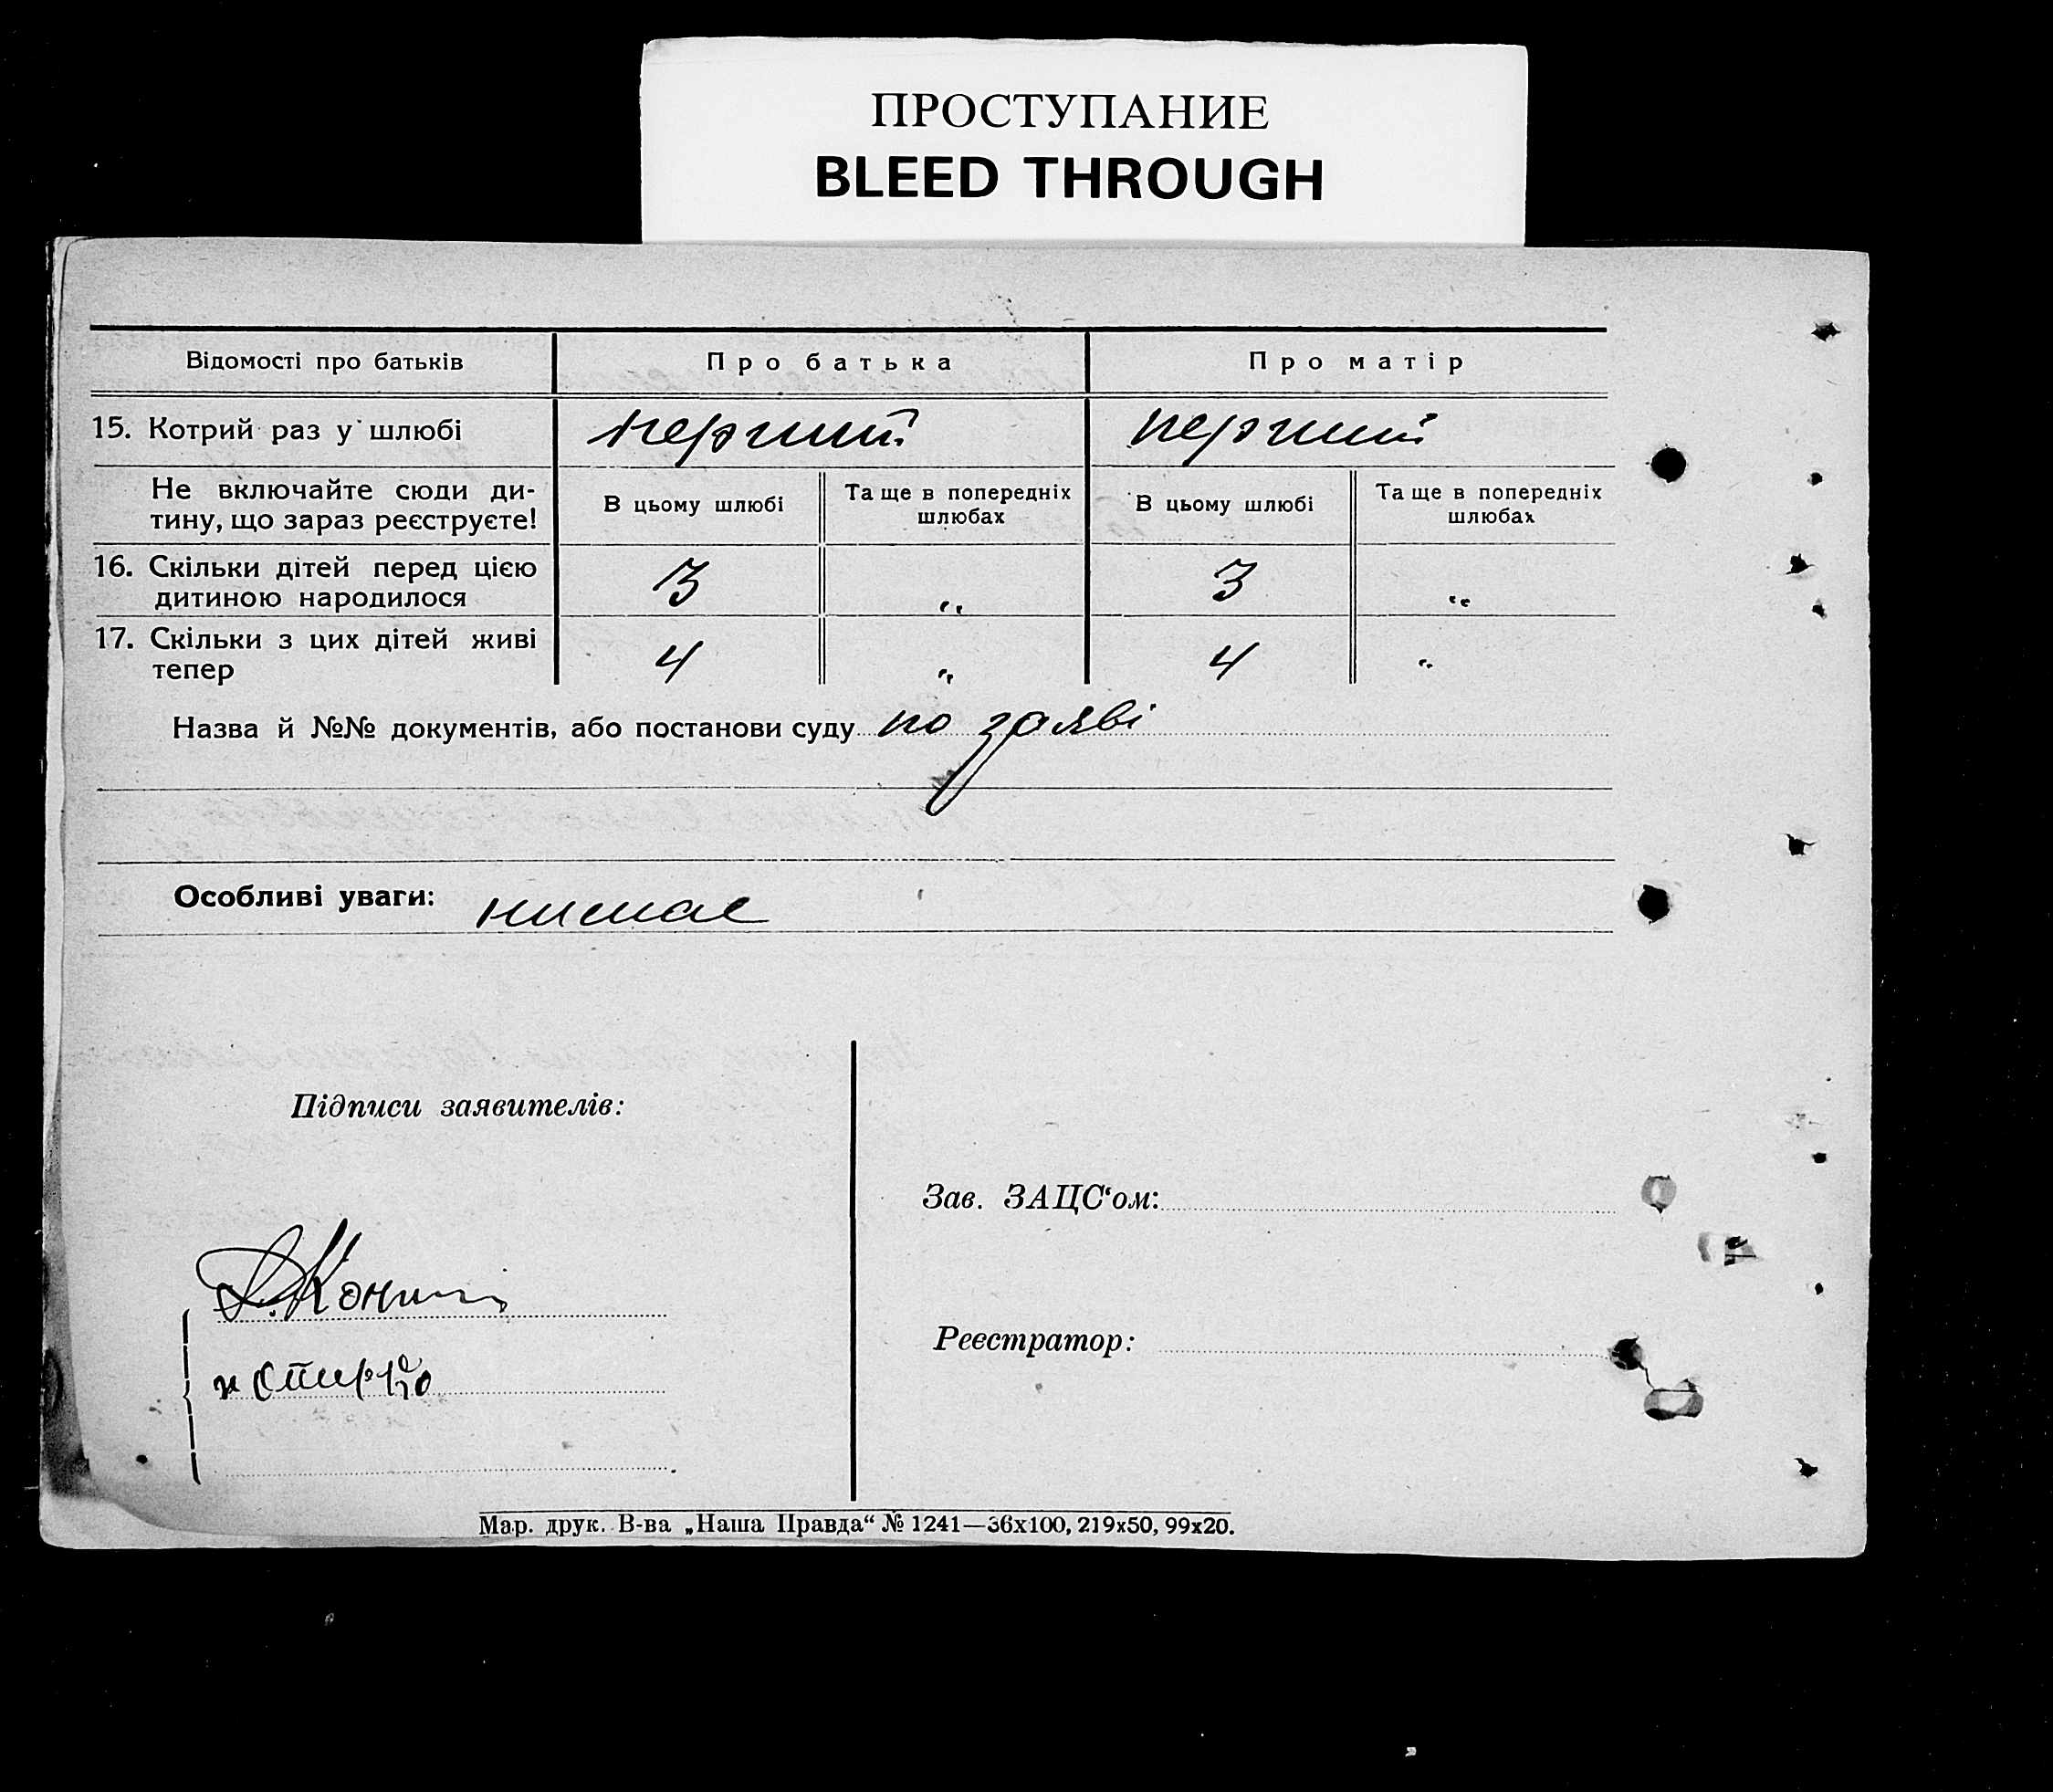 ПРОСТУПАНИЕ
BLEED THROUGH
Відомості про батьків Про батька Про матір
15. Котрий раз у шлюбі перший перший
Не включайте сюди ди-
тину, що зараз реєструєте!
В цьому шлюбі
Та ще в попередніх
шлюбах
В цьому шлюбі
Та ще в попередніх
шлюбах
16. Скільки дітей перед цією
дитиною народилося
3 „ 3 „
17. Скільки з цих дітей живі
тепер
4 „ 4 „
Назва й №№ документів, або постанови суду по заяві
Особливі уваги: нимае
Підписи заявителів:
Зав. ЗАЦС‘ом:
Реєстратор:
Мар. друк. В-ва „Наша Правда“ № 1241—36х100, 219х50, 99х20.